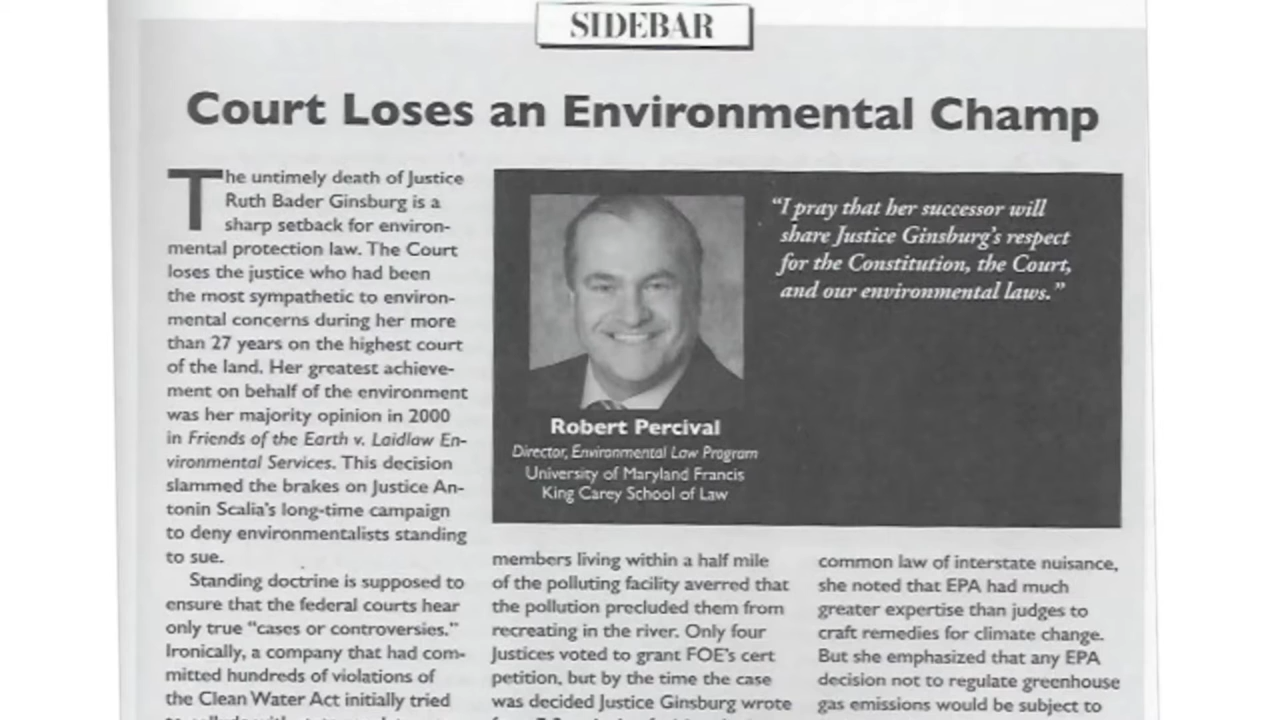 SIDEBAR
Court Loses an Environmental Champ
The untimely death of Justice
Ruth Bader Ginsburg is a
sharp setback for environ-
mental protection law. The Court
loses the justice who had been
the most sympathetic to environ-
mental concerns during her more
than 27 years on the highest court
of the land. Her greatest achieve-
ment on behalf of the environment
was her majority opinion in 2000
in Friends of the Earth v. Laidlaw En-
vironmental Services. This decision
slammed the brakes on Justice An-
tonin Scalia's long-time campaign
to deny environmentalists standing
to sue.
Standing doctrine is supposed to
ensure that the federal courts hear
only true "cases or controversies."
Ironically, a company that had com-
mitted hundreds of violations of
the Clean Water Act initially tried
"I pray that her successor will
share Justice Ginsburg's respect
for the Constitution, the Court,
and our environmental laws."
Robert Percival
Director, Environmental Law Program
University of Maryland Francis
King Carey School of Law
members living within a half mile
of the polluting facility averred that
the pollution precluded them from
recreating in the river. Only four
Justices voted to grant FOE's cert
petition, but by the time the case
was decided Justice Ginsburg wrote
common law of interstate nuisance,
she noted that EPA had much
greater expertise than judges to
craft remedies for climate change.
But she emphasized that any EPA
decision not to regulate greenhouse
gas emissions would be subject to